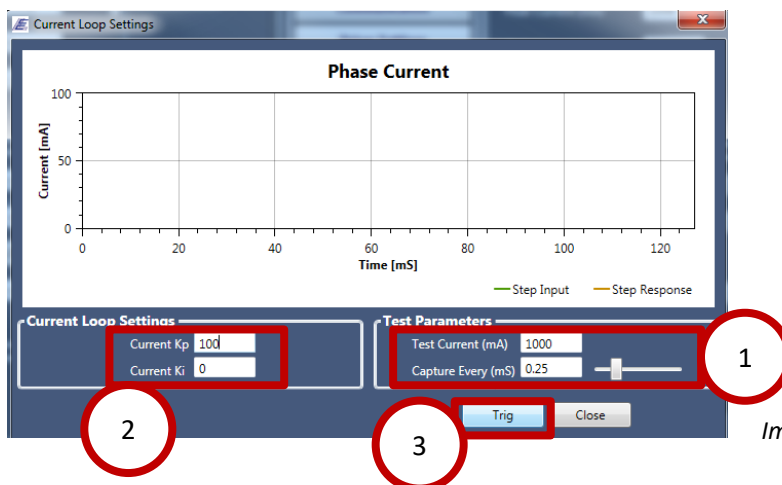 Current Loop Settings
Phase Current
Current [mA]
100
50
0
0 20 40 60 80 100 120
Time [mS]
Step Input Step Response
Current Loop Settings
Current Kp 100
Current Ki 0
Test Parameters
Test Current (mA) 1000
Capture Every (mS) 0.25
1
2
3
Trig Close